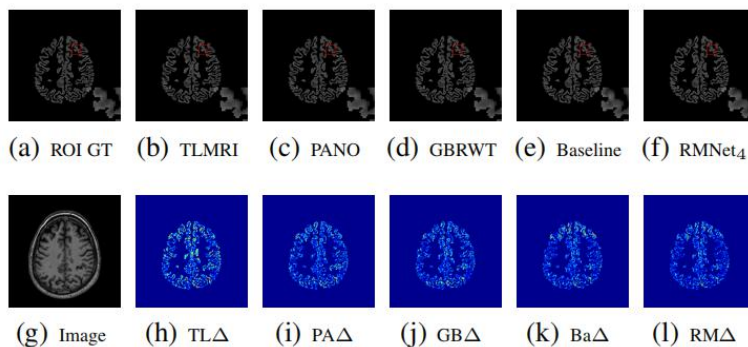 (a) ROI GT (b) TLMRI (c) PANO (d) GBRWT (e) Baseline (f) RMNet₄
(g) Image (h) TLΔ (i) PAΔ (j) GBΔ (k) BaΔ (l) RMΔ